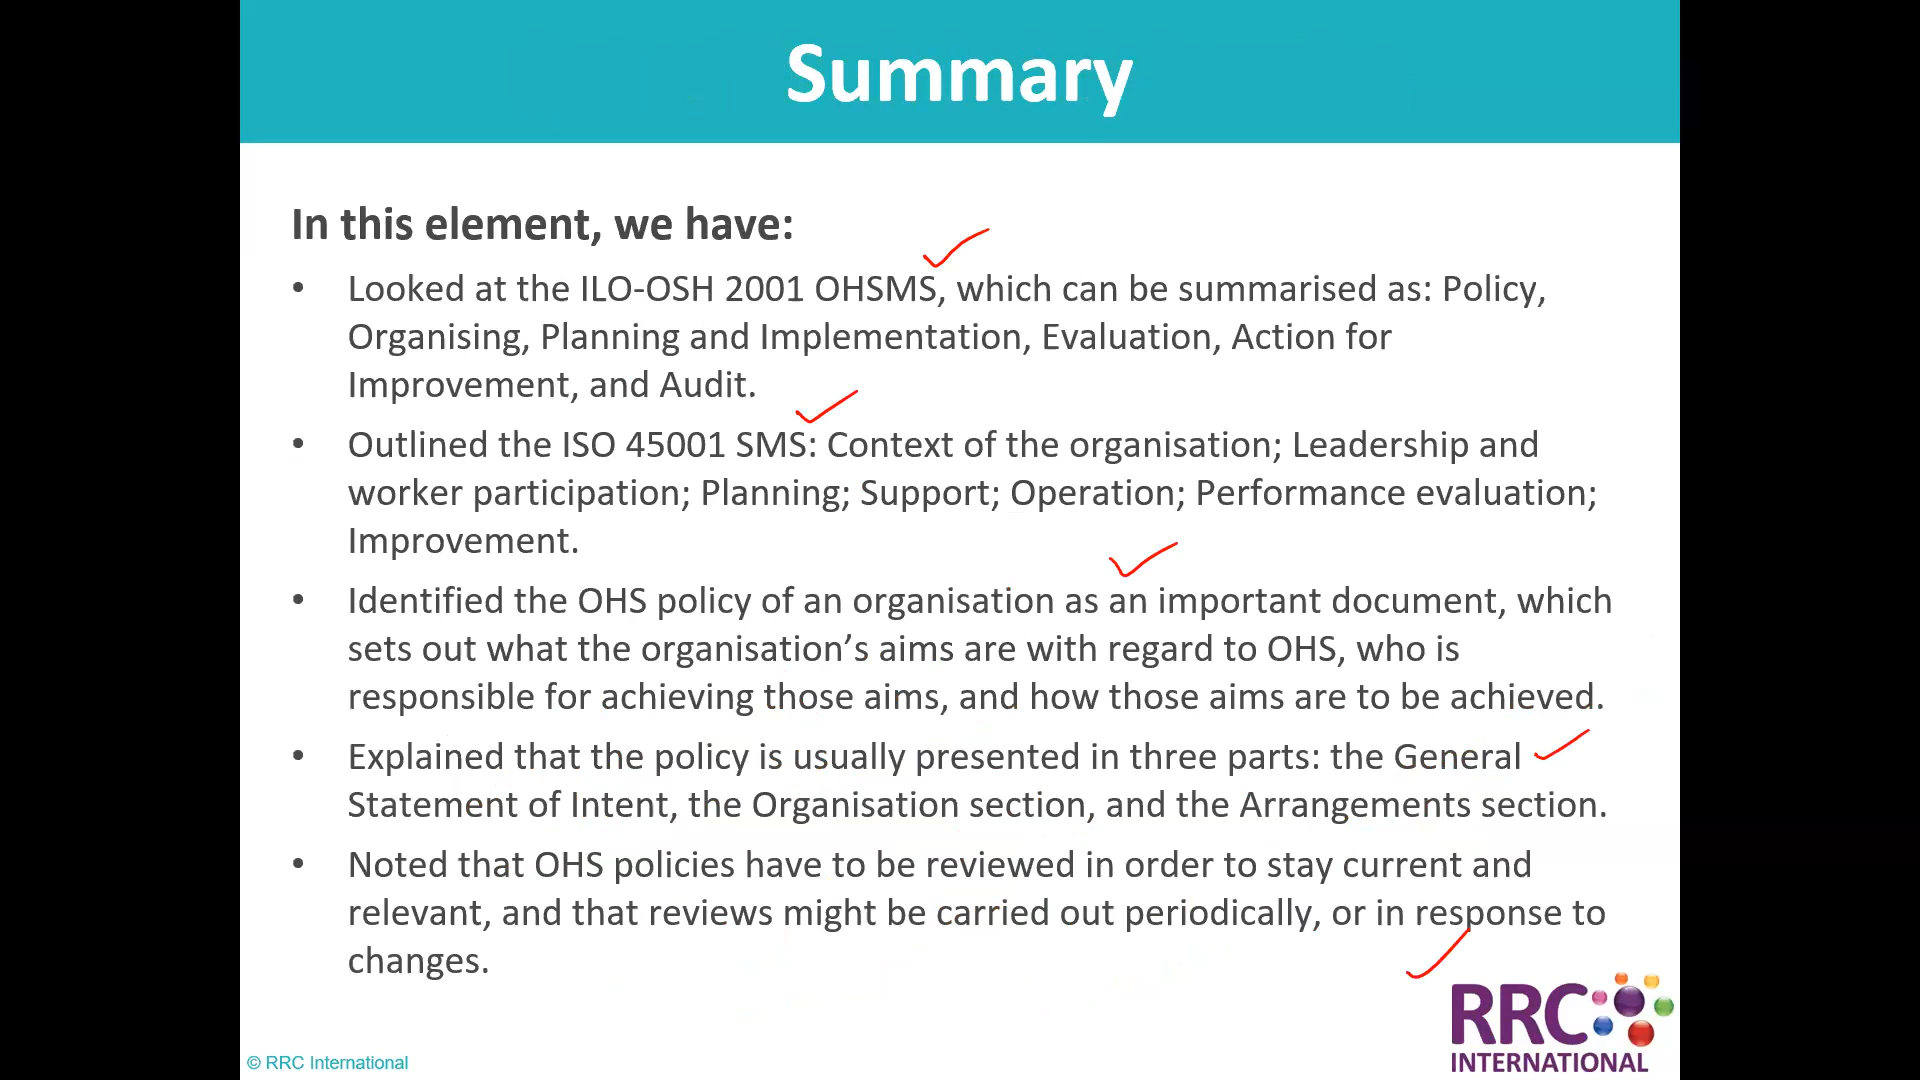 Summary
In this element, we have:
• Looked at the ILO-OSH 2001 OHSMS, which can be summarised as: Policy,
Organising, Planning and Implementation, Evaluation, Action for
Improvement, and Audit.
• Outlined the ISO 45001 SMS: Context of the organisation; Leadership and
worker participation; Planning; Support; Operation; Performance evaluation;
Improvement.
• Identified the OHS policy of an organisation as an important document, which
sets out what the organisation’s aims are with regard to OHS, who is
responsible for achieving those aims, and how those aims are to be achieved.
• Explained that the policy is usually presented in three parts: the General
Statement of Intent, the Organisation section, and the Arrangements section.
• Noted that OHS policies have to be reviewed in order to stay current and
relevant, and that reviews might be carried out periodically, or in response to
changes.
RRC
INTERNATIONAL
© RRC International